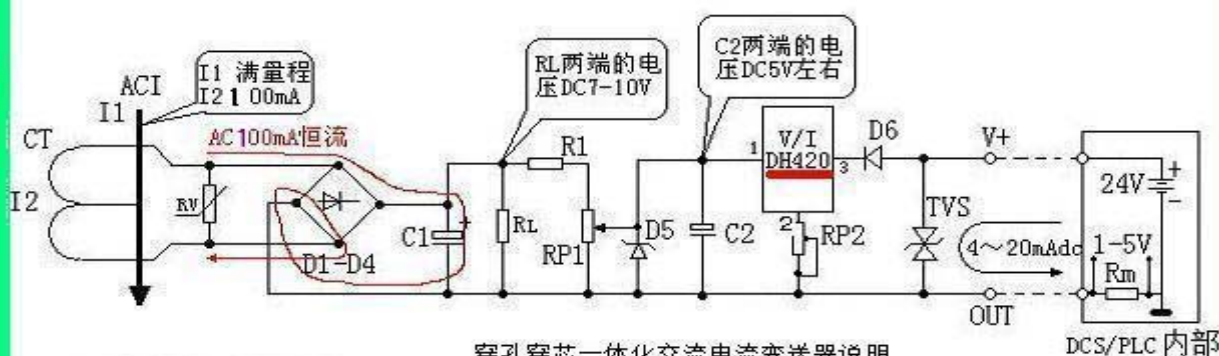 ACI
I1
I1 满量程
I2 100mA
CT
I2
AC100mA恒流
RV
D1-D4
C1
+
RL两端的电
压DC7-10V
R1
RL
RP1
D5
C2两端的电
压DC5V左右
C2
1
V/I
DH420
3
2
RP2
D6
V+
TVS
4～20mAdc
OUT
24V
+
-
1-5V
Rm
DCS/PLC内部
穿孔穿芯一体化交流电流变送器说明